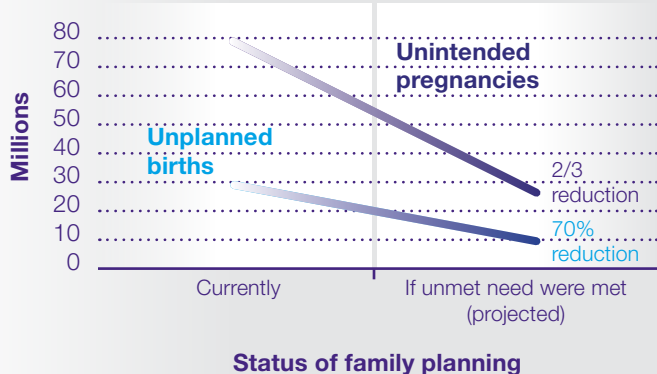 80
70
60
50
40
30
20
10
0
Millions
Unintended
pregnancies
Unplanned
births
2/3
reduction
70%
reduction
Currently
If unmet need were met
(projected)
Status of family planning